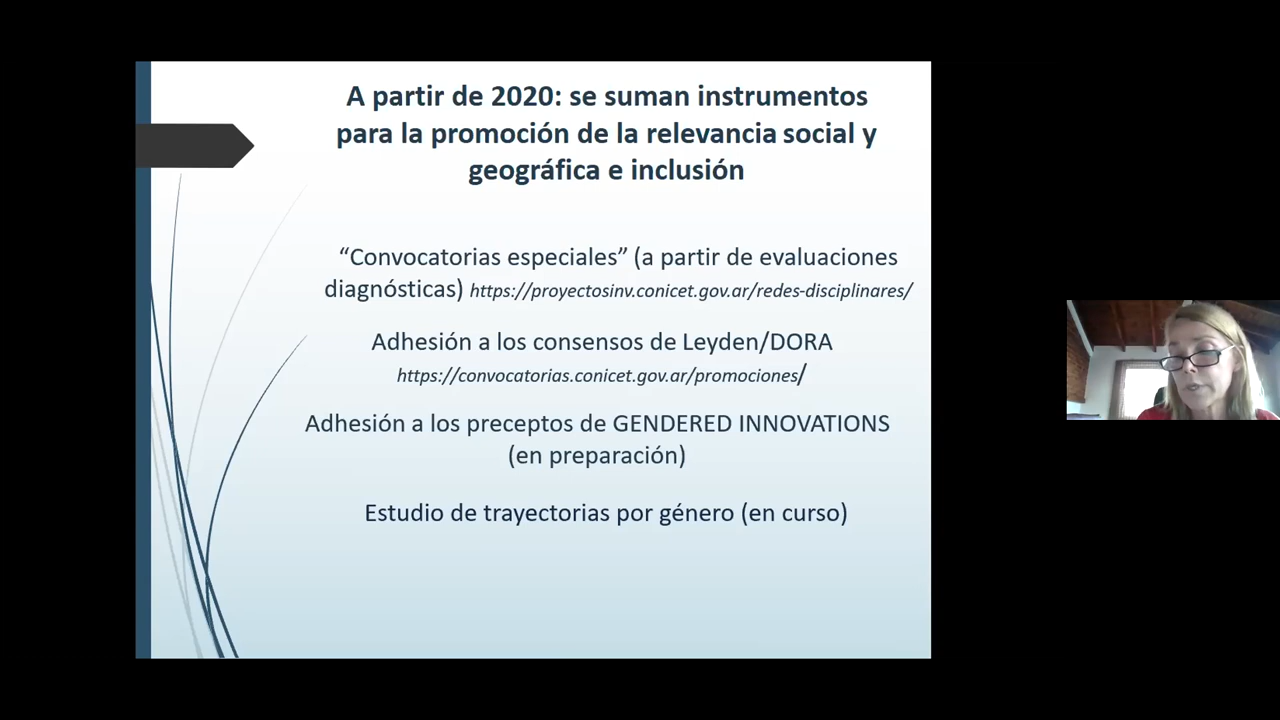 A partir de 2020: se suman instrumentos
para la promoción de la relevancia social y
geográfica e inclusión
“Convocatorias especiales” (a partir de evaluaciones
diagnósticas) https://proyectosinv.conicet.gov.ar/redes-disciplinares/
Adhesión a los consensos de Leyden/DORA
https://convocatorias.conicet.gov.ar/promociones/
Adhesión a los preceptos de GENDERED INNOVATIONS
(en preparación)
Estudio de trayectorias por género (en curso)